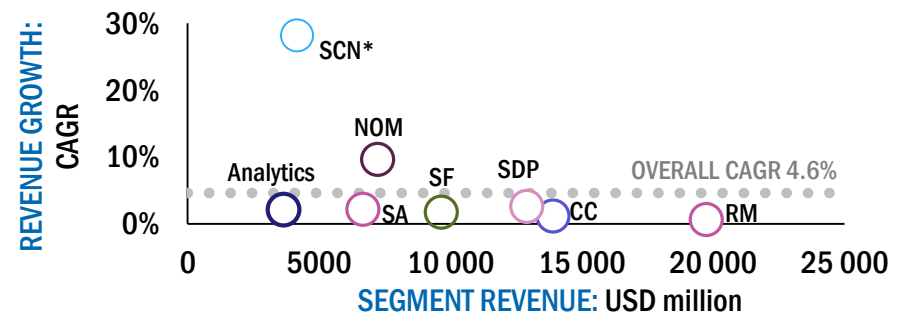 REVENUE GROWTH:
CAGR
30%
20%
10%
0%
SCN*
NOM
Analytics
SA
SF
SDP
CC
RM
OVERALL CAGR 4.6%
0
5000
10 000
15 000
20 000
25 000
SEGMENT REVENUE: USD million